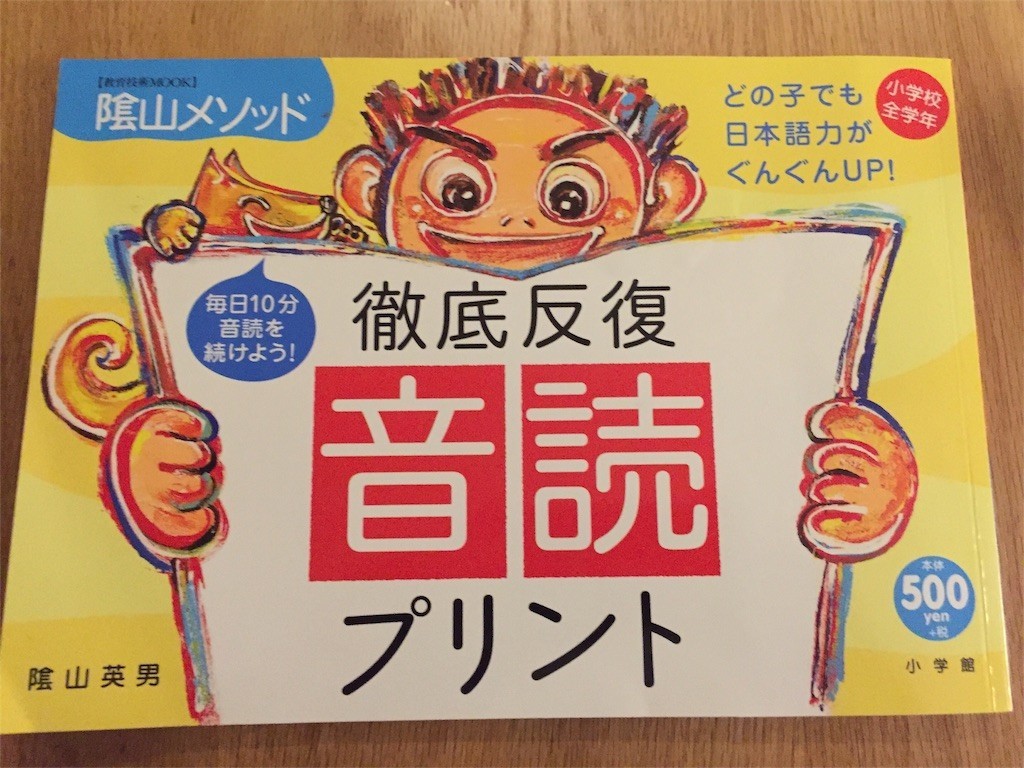 【教育技術MOOK】
陰山メソッド
どの子でも
日本語力が
ぐんぐんUP!
小学校
全学年
毎日10分
音読を
続けよう!
徹底反復
音読
プリント
本体
500
yen
+税
陰山英男
小学館